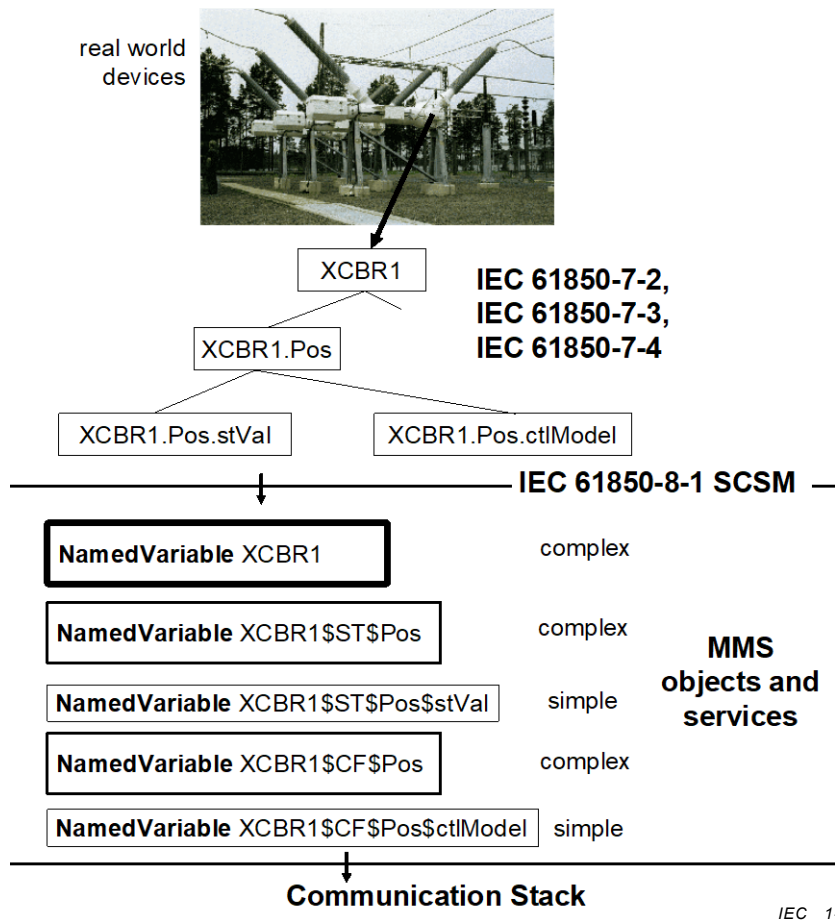 real world
devices
XCBR1
IEC 61850-7-2,
IEC 61850-7-3,
IEC 61850-7-4
XCBR1.Pos
XCBR1.Pos.stVal
XCBR1.Pos.ctlModel
IEC 61850-8-1 SCSM
NamedVariable XCBR1
complex
NamedVariable XCBR1$ST$Pos
complex
MMS
objects and
services
NamedVariable XCBR1$ST$Pos$stVal
simple
NamedVariable XCBR1$CF$Pos
complex
NamedVariable XCBR1$CF$Pos$ctlModel
simple
Communication Stack
IEC 1